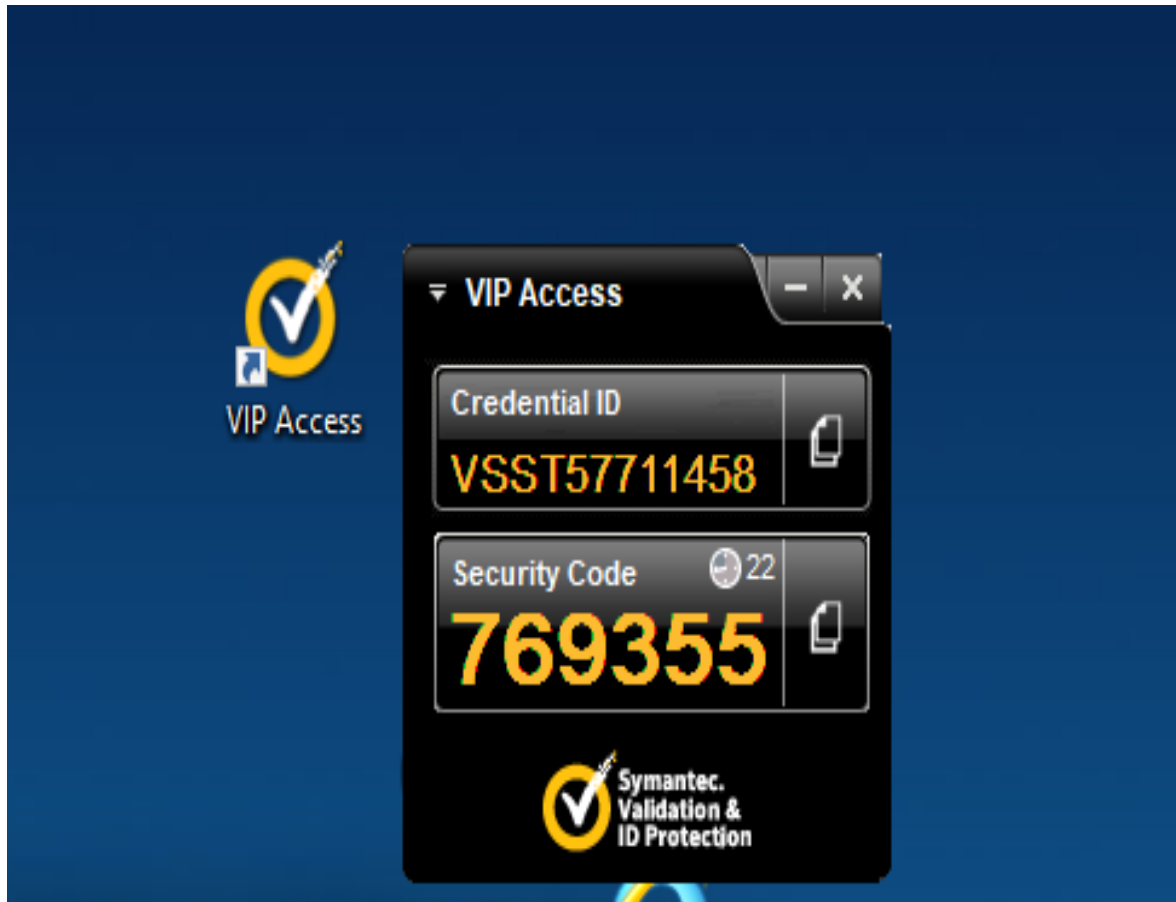 VIP Access
VIP Access
Credential ID
VSST57711458
Security Code 22
769355
Symantec.
Validation &
ID Protection